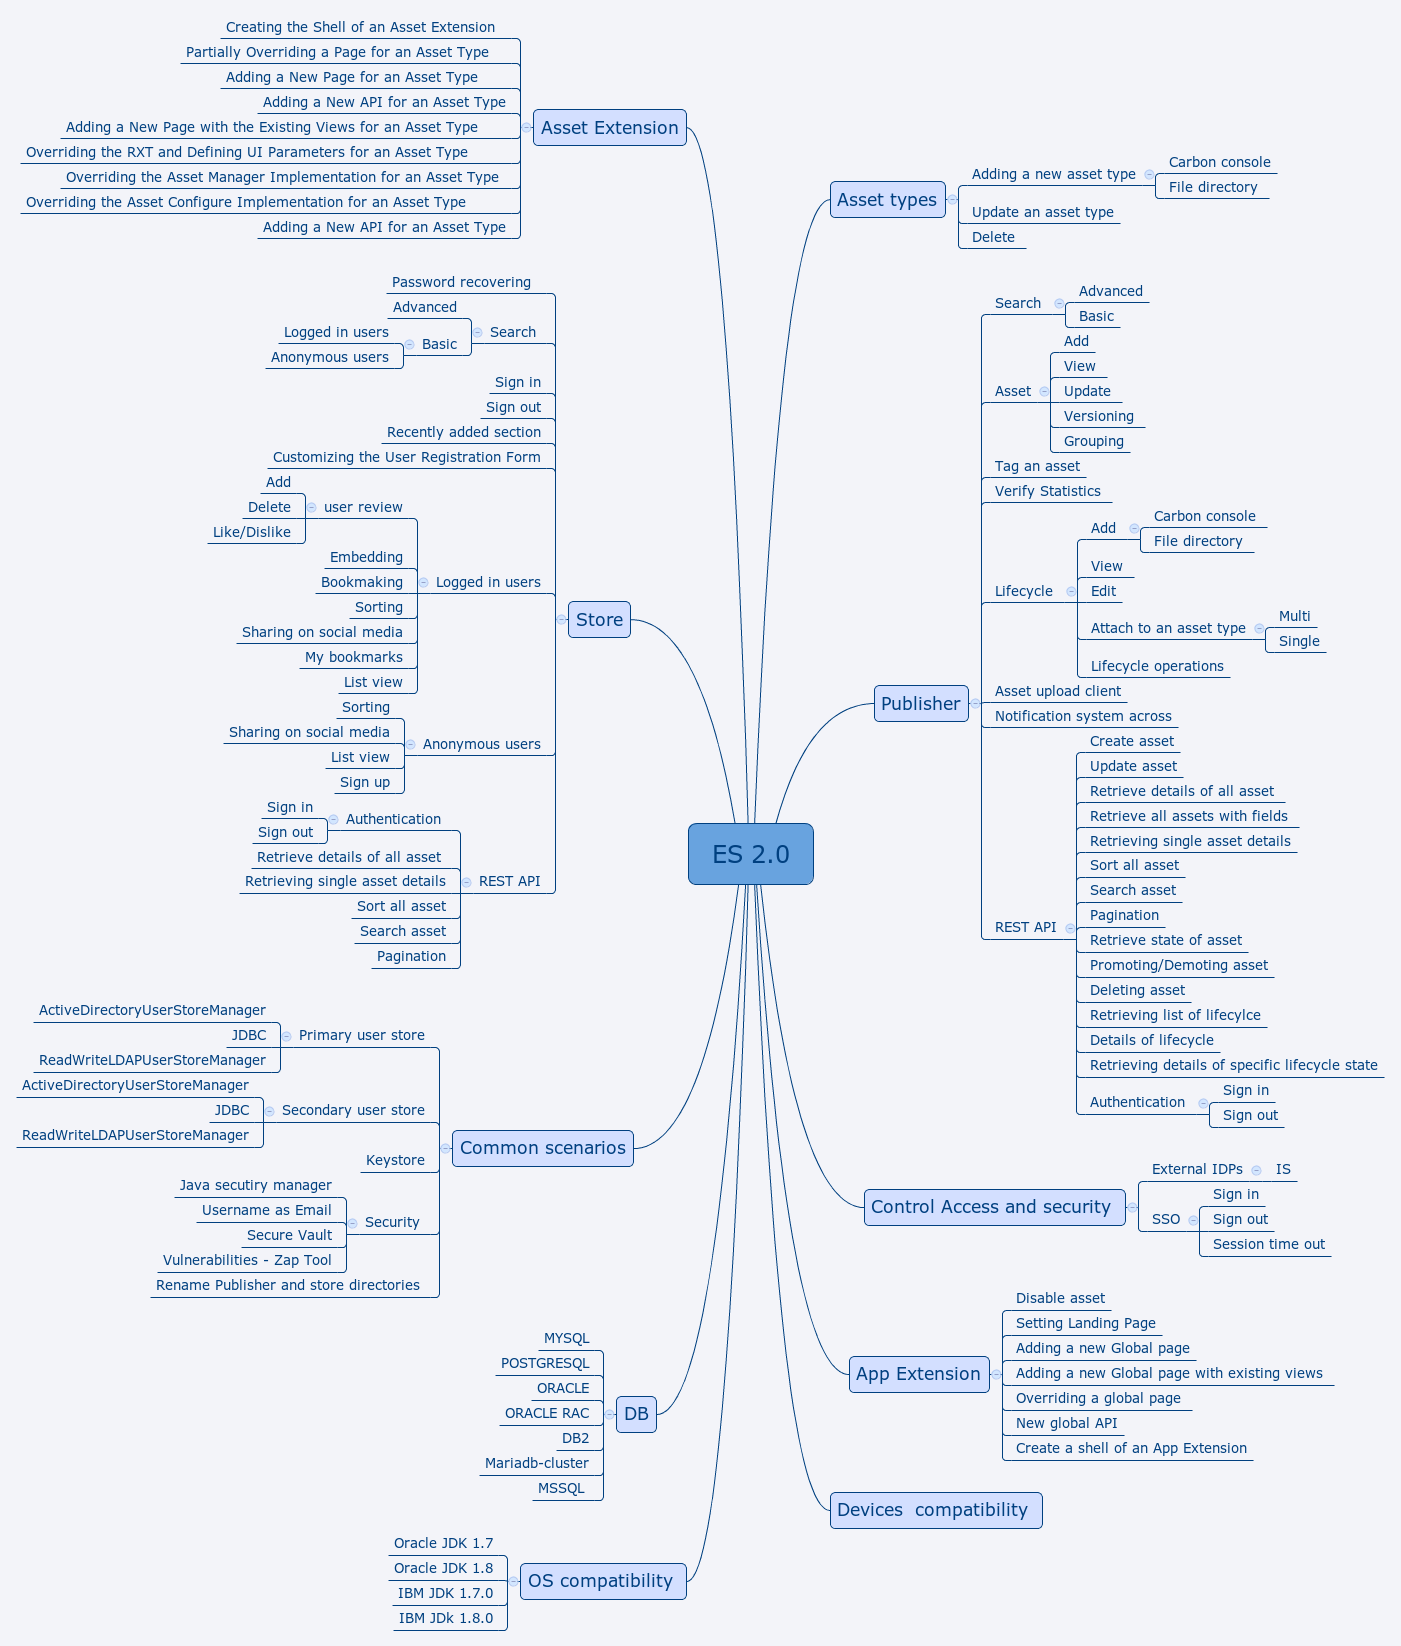 ES 2.0
Asset Extension
Creating the Shell of an Asset Extension
Partially Overriding a Page for an Asset Type
Adding a New Page for an Asset Type
Adding a New API for an Asset Type
Adding a New Page with the Existing Views for an Asset Type
Overriding the RXT and Defining UI Parameters for an Asset Type
Overriding the Asset Manager Implementation for an Asset Type
Overriding the Asset Configure Implementation for an Asset Type
Adding a New API for an Asset Type
Store
Password recovering
Search
Advanced
Basic
Logged in users
Anonymous users
Sign in
Sign out
Recently added section
Customizing the User Registration Form
Logged in users
user review
Add
Delete
Like/Dislike
Embedding
Bookmaking
Sorting
Sharing on social media
My bookmarks
List view
Anonymous users
Sorting
Sharing on social media
List view
Sign up
REST API
Authentication
Sign in
Sign out
Retrieve details of all asset
Retrieving single asset details
Sort all asset
Search asset
Pagination
Common scenarios
Primary user store
ActiveDirectoryUserStoreManager
JDBC
ReadWriteLDAPUserStoreManager
Secondary user store
ActiveDirectoryUserStoreManager
JDBC
ReadWriteLDAPUserStoreManager
Keystore
Security
Java secutiry manager
Username as Email
Secure Vault
Vulnerabilities - Zap Tool
Rename Publisher and store directories
DB
MYSQL
POSTGRESQL
ORACLE
ORACLE RAC
DB2
Mariadb-cluster
MSSQL
OS compatibility
Oracle JDK 1.7
Oracle JDK 1.8
IBM JDK 1.7.0
IBM JDk 1.8.0
Asset types
Adding a new asset type
Carbon console
File directory
Update an asset type
Delete
Publisher
Search
Advanced
Basic
Asset
Add
View
Update
Versioning
Grouping
Tag an asset
Verify Statistics
Lifecycle
Add
Carbon console
File directory
View
Edit
Attach to an asset type
Multi
Single
Lifecycle operations
Asset upload client
Notification system across
REST API
Create asset
Update asset
Retrieve details of all asset
Retrieve all assets with fields
Retrieving single asset details
Sort all asset
Search asset
Pagination
Retrieve state of asset
Promoting/Demoting asset
Deleting asset
Retrieving list of lifecylce
Details of lifecycle
Retrieving details of specific lifecycle state
Authentication
Sign in
Sign out
Control Access and security
External IDPs
IS
SSO
Sign in
Sign out
Session time out
App Extension
Disable asset
Setting Landing Page
Adding a new Global page
Adding a new Global page with existing views
Overriding a global page
New global API
Create a shell of an App Extension
Devices  compatibility